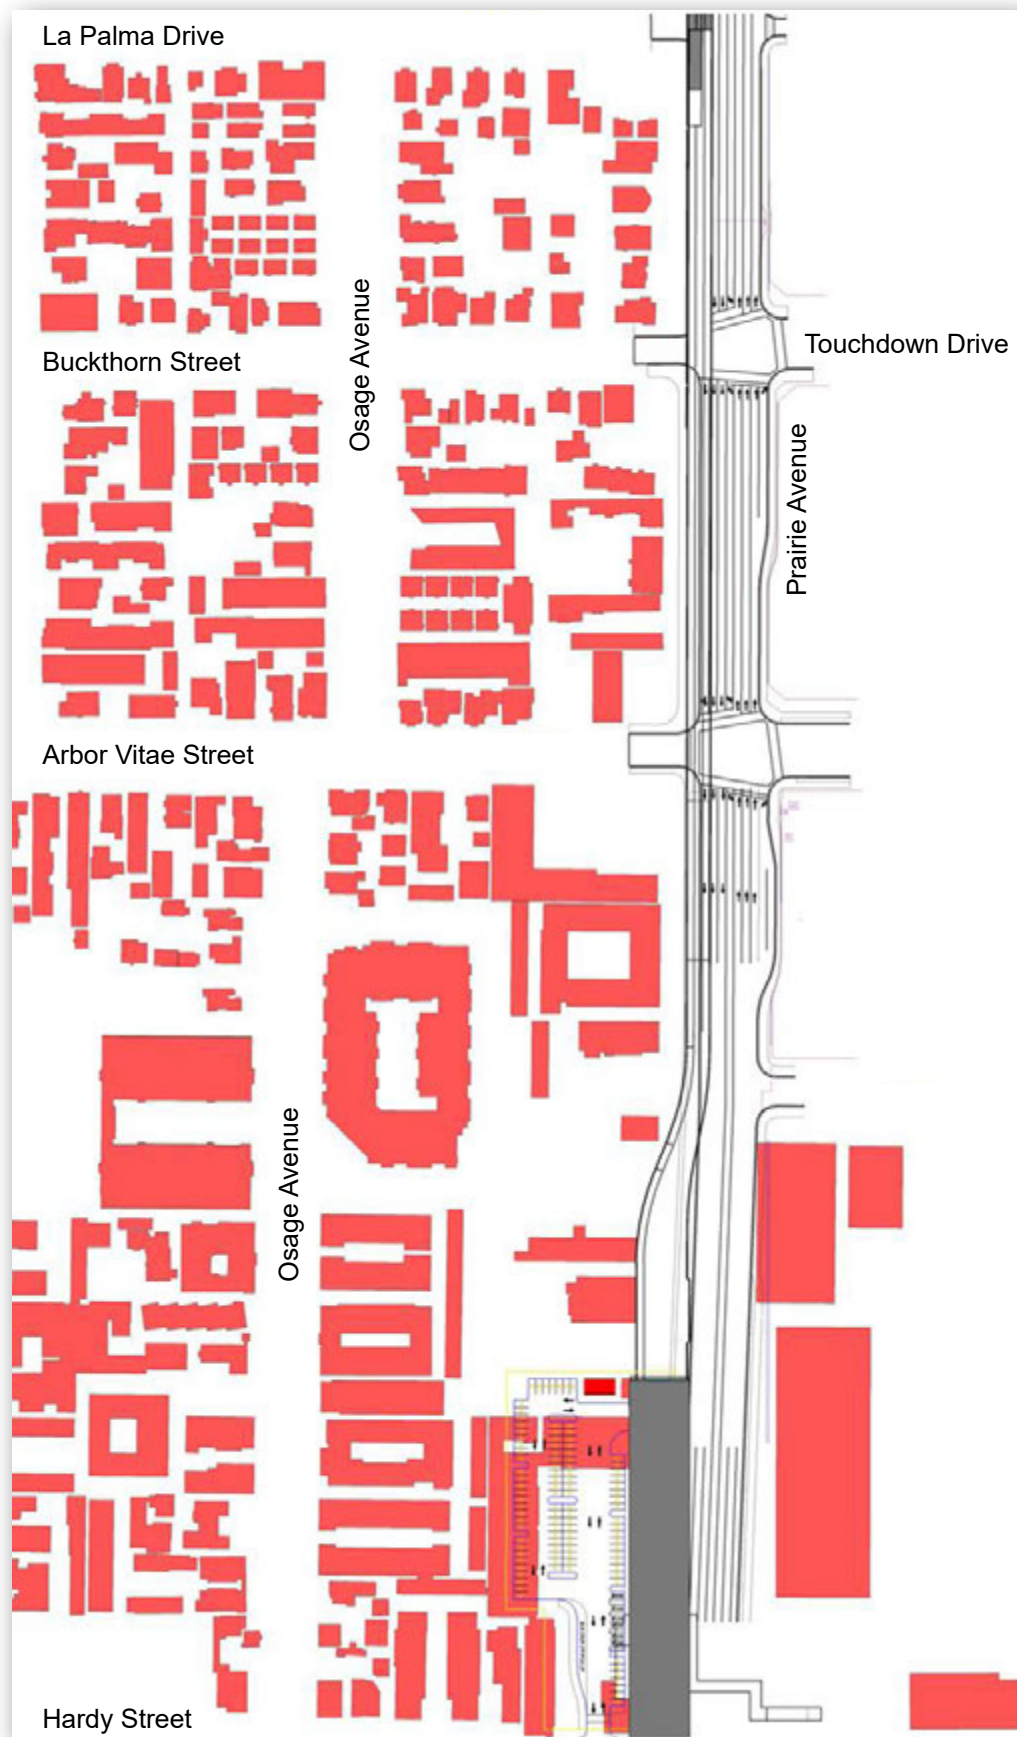 La Palma Drive
Osage Avenue
Touchdown Drive
Buckthorn Street
Prairie Avenue
Arbor Vitae Street
Osage Avenue
Hardy Street